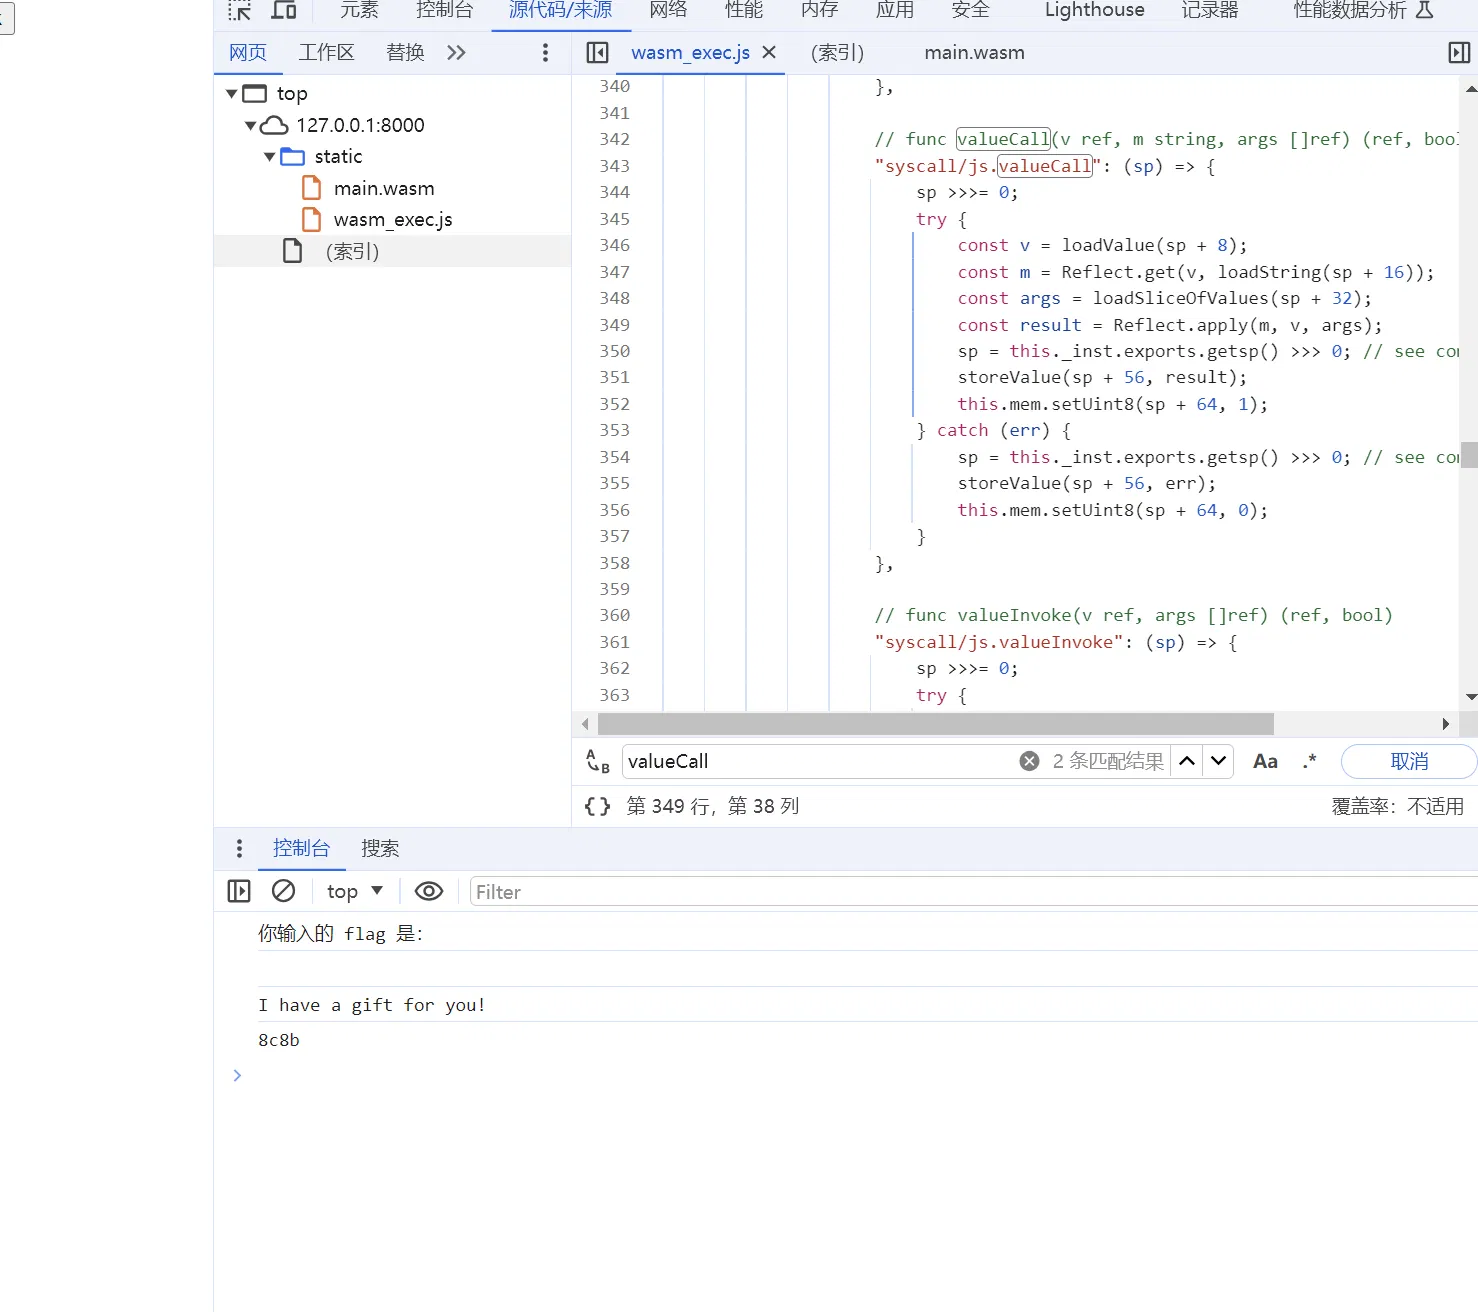 元素 控制台 源代码/来源 网络 性能 内存 应用 安全 Lighthouse 记录器 性能数据分析
网页 工作区 替换
wasm_exec.js (索引) main.wasm
top
127.0.0.1:8000
static
main.wasm
wasm_exec.js
(索引)
340 },
341
342 // func valueCall(v ref, m string, args []ref) (ref, bool
343 "syscall/js.valueCall": (sp) => {
344 sp >>>= 0;
345 try {
346 const v = loadValue(sp + 8);
347 const m = Reflect.get(v, loadString(sp + 16));
348 const args = loadSliceOfValues(sp + 32);
349 const result = Reflect.apply(m, v, args);
350 sp = this._inst.exports.getsp() >>> 0; // see co
351 storeValue(sp + 56, result);
352 this.mem.setUint8(sp + 64, 1);
353 } catch (err) {
354 sp = this._inst.exports.getsp() >>> 0; // see co
355 storeValue(sp + 56, err);
356 this.mem.setUint8(sp + 64, 0);
357 }
358 },
359
360 // func valueInvoke(v ref, args []ref) (ref, bool)
361 "syscall/js.valueInvoke": (sp) => {
362 sp >>>= 0;
363 try {
valueCall 2 条匹配结果 Aa .* 取消
{} 第 349 行，第 38 列 覆盖率：不适用
控制台 搜索
top Filter
你输入的 flag 是：
I have a gift for you!
8c8b